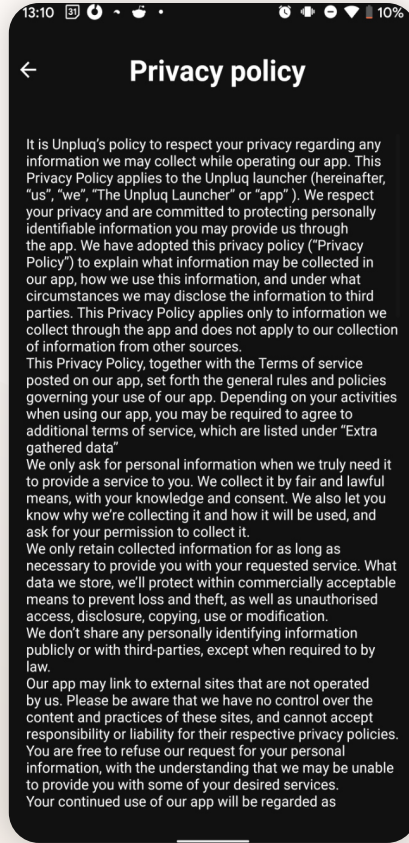 13:10 31 10%
Privacy policy
It is Unpluq's policy to respect your privacy regarding any
information we may collect while operating our app. This
Privacy Policy applies to the Unpluq launcher (hereinafter,
"us", "we", "The Unpluq Launcher" or "app" ). We respect
your privacy and are committed to protecting personally
identifiable information you may provide us through
the app. We have adopted this privacy policy ("Privacy
Policy") to explain what information may be collected in
our app, how we use this information, and under what
circumstances we may disclose the information to third
parties. This Privacy Policy applies only to information we
collect through the app and does not apply to our collection
of information from other sources.
This Privacy Policy, together with the Terms of service
posted on our app, set forth the general rules and policies
governing your use of our app. Depending on your activities
when using our app, you may be required to agree to
additional terms of service, which are listed under "Extra
gathered data"
We only ask for personal information when we truly need it
to provide a service to you. We collect it by fair and lawful
means, with your knowledge and consent. We also let you
know why we're collecting it and how it will be used, and
ask for your permission to collect it.
We only retain collected information for as long as
necessary to provide you with your requested service. What
data we store, we'll protect within commercially acceptable
means to prevent loss and theft, as well as unauthorised
access, disclosure, copying, use or modification.
We don't share any personally identifying information
publicly or with third-parties, except when required to by
law.
Our app may link to external sites that are not operated
by us. Please be aware that we have no control over the
content and practices of these sites, and cannot accept
responsibility or liability for their respective privacy policies.
You are free to refuse our request for your personal
information, with the understanding that we may be unable
to provide you with some of your desired services.
Your continued use of our app will be regarded as